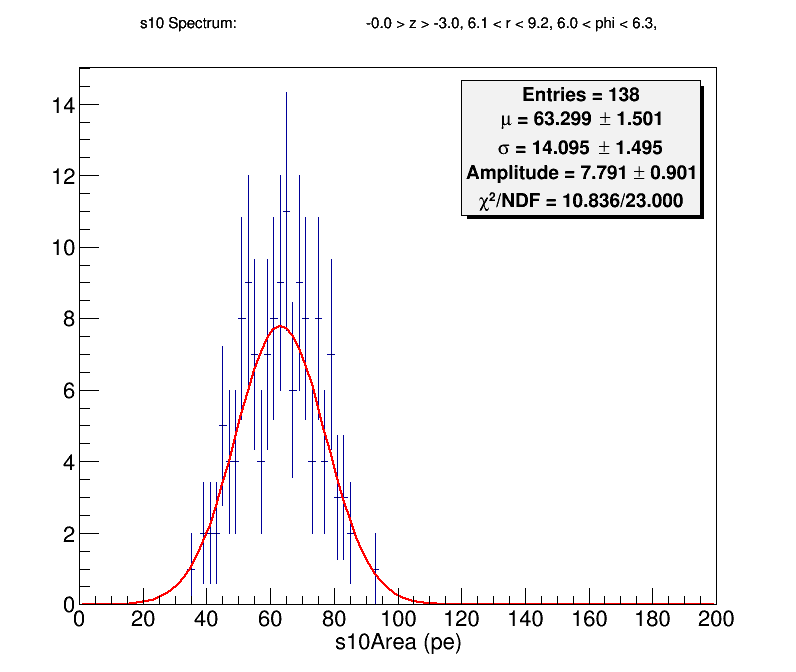 s10 Spectrum: -0.0 > z > -3.0, 6.1 < r < 9.2, 6.0 < phi < 6.3,
Entries = 138
μ = 63.299 ± 1.501
σ = 14.095 ± 1.495
Amplitude = 7.791 ± 0.901
χ²/NDF = 10.836/23.000
14
12
10
8
6
4
2
0
0 20 40 60 80 100 120 140 160 180 200
s10Area (pe)